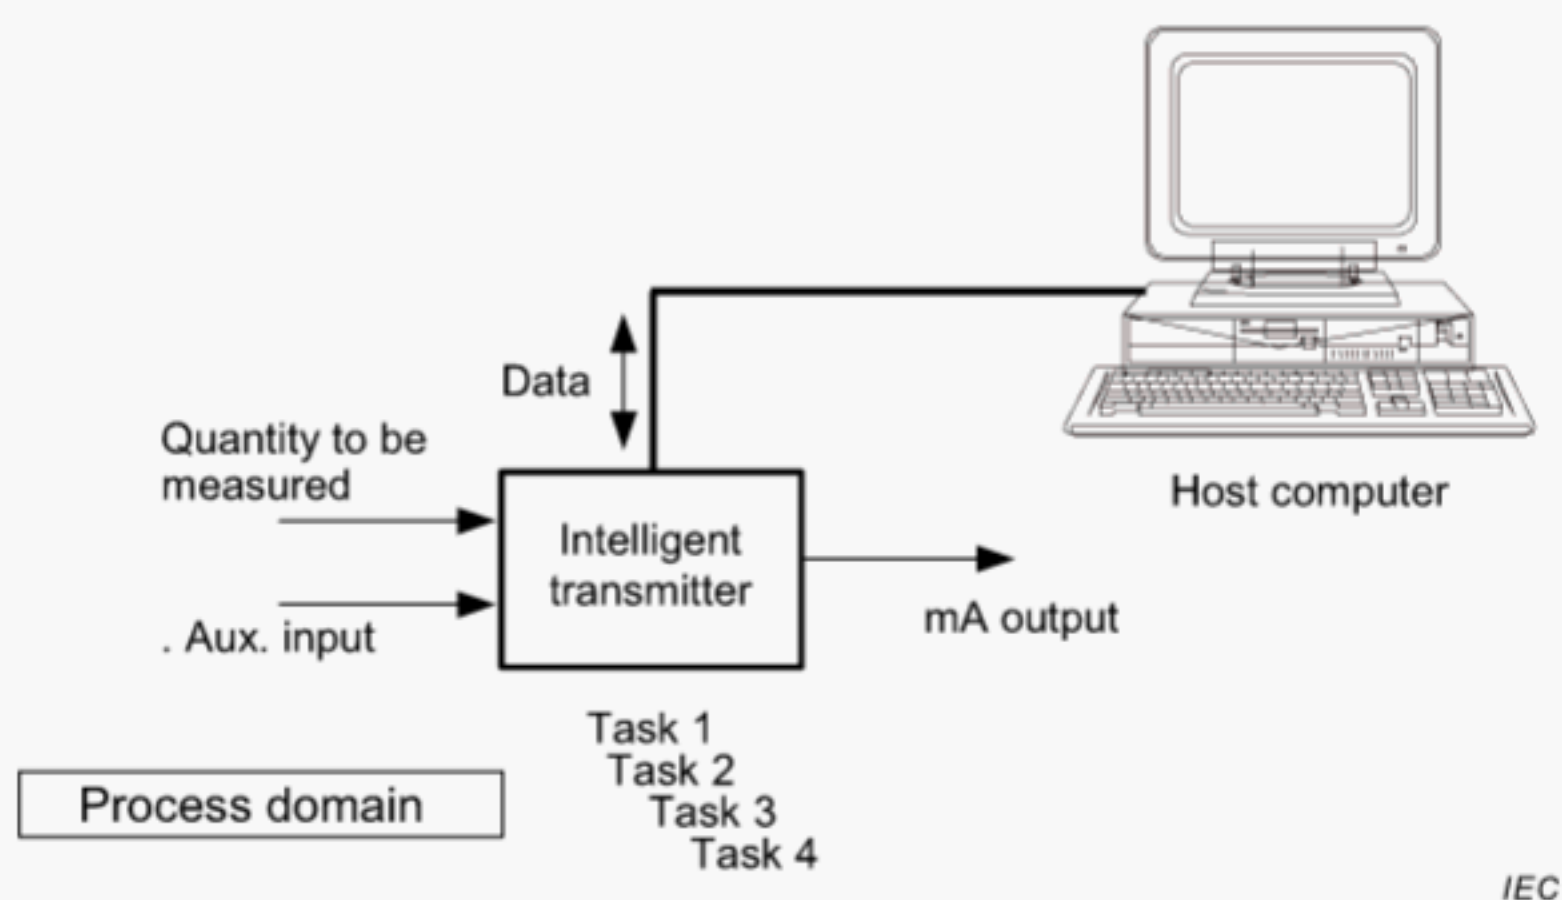 Data
Quantity to be
measured
Host computer
Intelligent
transmitter
mA output
. Aux. input
Task 1
Task 2
Process domain
Task 3
Task 4
IEC